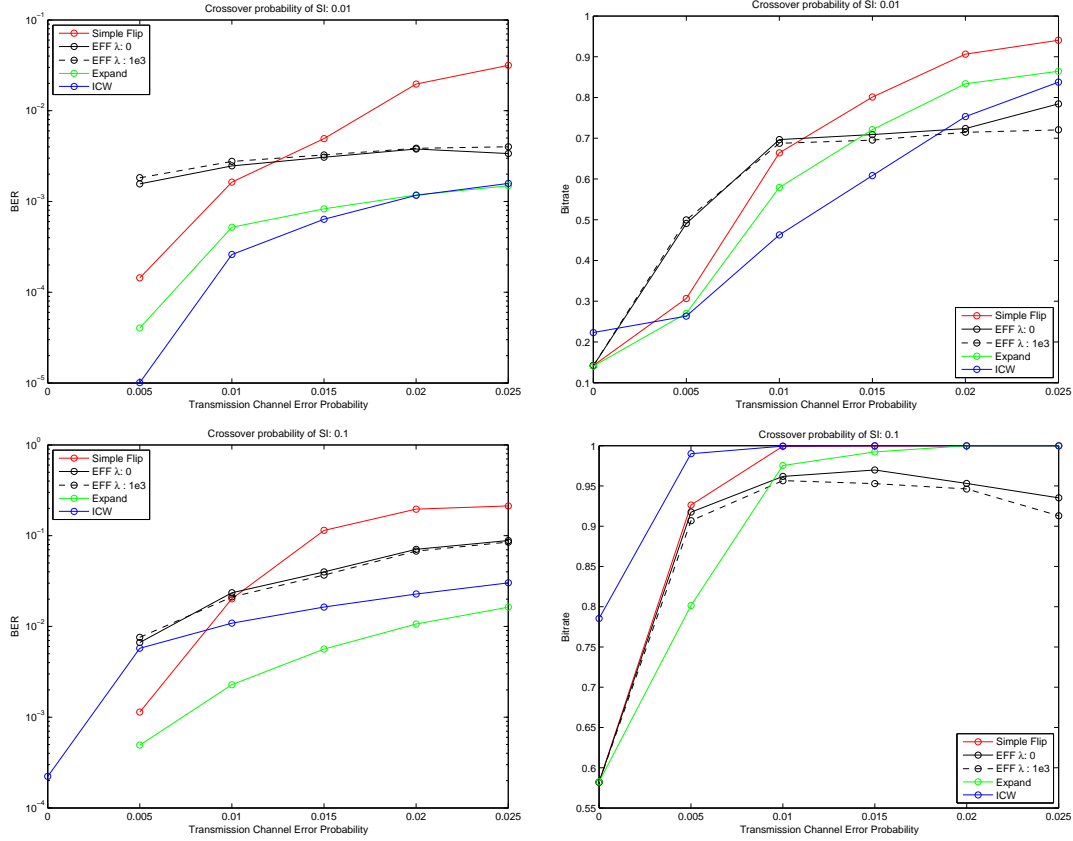 Crossover probability of SI: 0.01
10⁻¹
10⁻²
10⁻³
10⁻⁴
10⁻⁵
BER
0 0.005 0.01 0.015 0.02 0.025
Transmission Channel Error Probability
Simple Flip
EFF λ: 0
EFF λ : 1e3
Expand
ICW
Crossover probability of SI: 0.01
1
0.9
0.8
0.7
0.6
0.5
0.4
0.3
0.2
0.1
Bitrate
0 0.005 0.01 0.015 0.02 0.025
Transmission Channel Error Probability
Simple Flip
EFF λ: 0
EFF λ : 1e3
Expand
ICW
Crossover probability of SI: 0.1
10⁰
10⁻¹
10⁻²
10⁻³
10⁻⁴
BER
0 0.005 0.01 0.015 0.02 0.025
Transmission Channel Error Probability
Simple Flip
EFF λ: 0
EFF λ : 1e3
Expand
ICW
Crossover probability of SI: 0.1
1
0.95
0.9
0.85
0.8
0.75
0.7
0.65
0.6
0.55
Bitrate
0 0.005 0.01 0.015 0.02 0.025
Transmission Channel Error Probability
Simple Flip
EFF λ: 0
EFF λ : 1e3
Expand
ICW